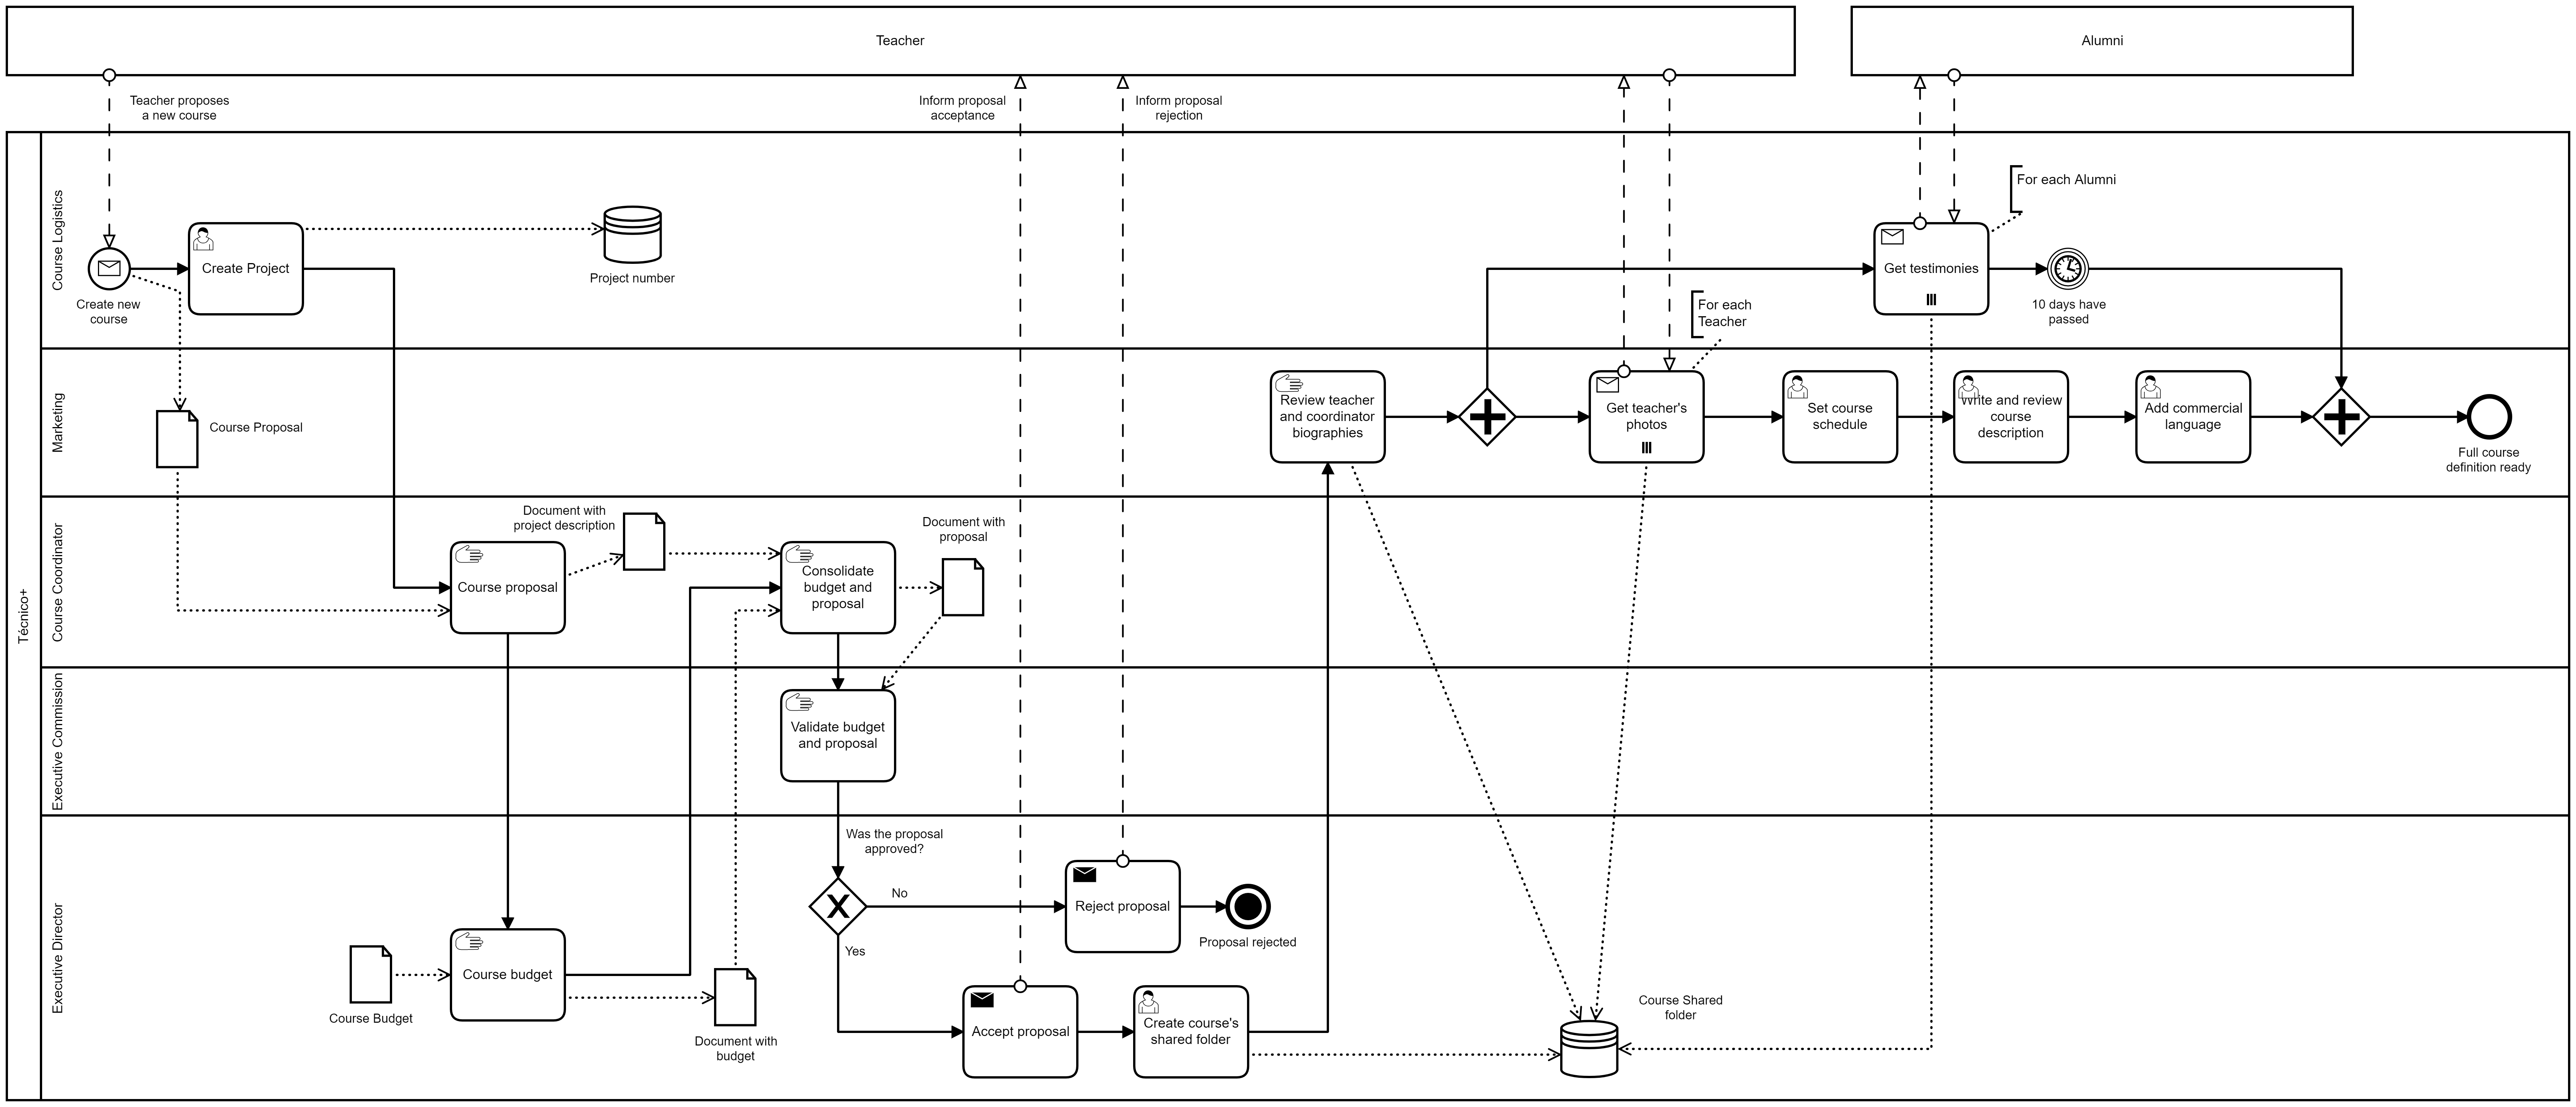 Teacher
Alumni
Teacher proposes
a new course
Inform proposal
acceptance
Inform proposal
rejection
Técnico+
Course Logistics
Create new
course
Create Project
Project number
For each Alumni
Get testimonies
10 days have
passed
For each
Teacher
Marketing
Course Proposal
Review teacher
and coordinator
biographies
Get teacher's
photos
Set course
schedule
Write and review
course
description
Add commercial
language
Full course
definition ready
Course Coordinator
Document with
project description
Course proposal
Consolidate
budget and
proposal
Document with
proposal
Executive Commission
Validate budget
and proposal
Executive Director
Was the proposal
approved?
No
Yes
Reject proposal
Proposal rejected
Course Budget
Course budget
Document with
budget
Accept proposal
Create course's
shared folder
Course Shared
folder